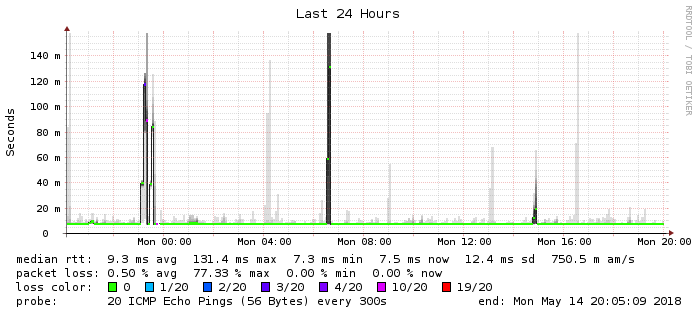 Last 24 Hours
RRDTOOL / TOBI OETIKER
Seconds
140 m
120 m
100 m
80 m
60 m
40 m
20 m
0
Mon 00:00 Mon 04:00 Mon 08:00 Mon 12:00 Mon 16:00 Mon 20:00
median rtt: 9.3 ms avg 131.4 ms max 7.3 ms min 7.5 ms now 12.4 ms sd 750.5 m am/s
packet loss: 0.50 % avg 77.33 % max 0.00 % min 0.00 % now
loss color: 0 1/20 2/20 3/20 4/20 10/20 19/20
probe: 20 ICMP Echo Pings (56 Bytes) every 300s end: Mon May 14 20:05:09 2018